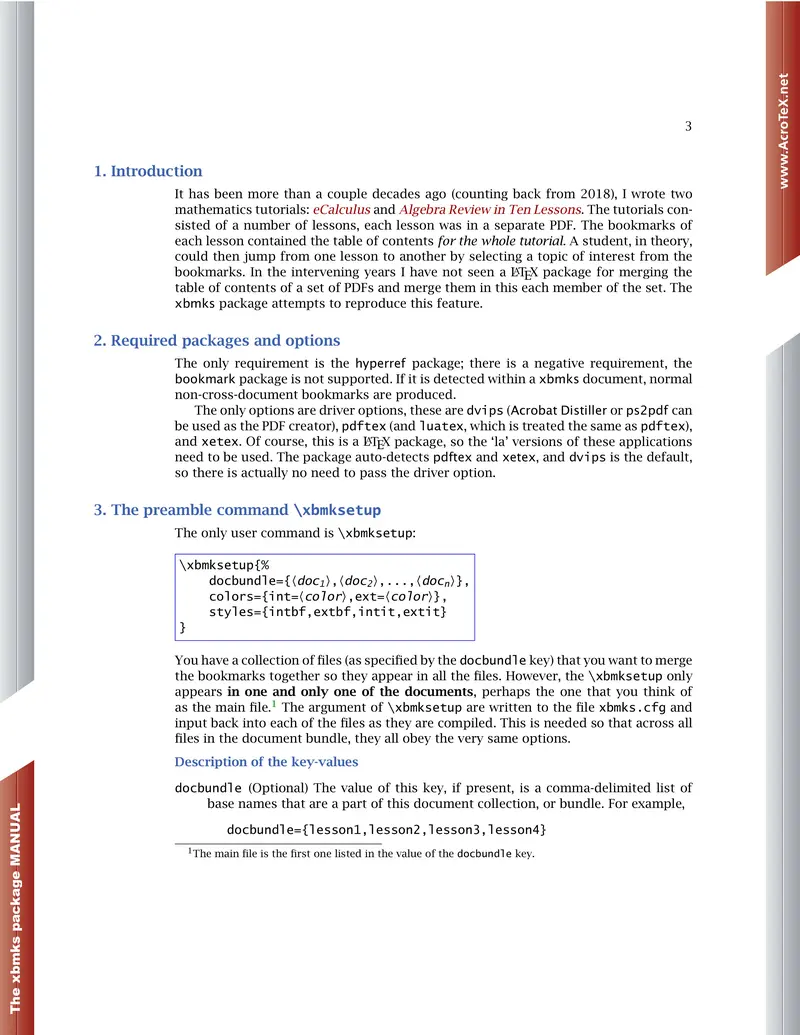 www.AcroTeX.net
3
1. Introduction
It has been more than a couple decades ago (counting back from 2018), I wrote two
mathematics tutorials: eCalculus and Algebra Review in Ten Lessons. The tutorials con-
sisted of a number of lessons, each lesson was in a separate PDF. The bookmarks of
each lesson contained the table of contents for the whole tutorial. A student, in theory,
could then jump from one lesson to another by selecting a topic of interest from the
bookmarks. In the intervening years I have not seen a LATEX package for merging the
table of contents of a set of PDFs and merge them in this each member of the set. The
xbmks package attempts to reproduce this feature.
2. Required packages and options
The only requirement is the hyperref package; there is a negative requirement, the
bookmark package is not supported. If it is detected within a xbmks document, normal
non-cross-document bookmarks are produced.
The only options are driver options, these are dvips (Acrobat Distiller or ps2pdf can
be used as the PDF creator), pdftex (and luatex, which is treated the same as pdftex),
and xetex. Of course, this is a LATEX package, so the ‘la’ versions of these applications
need to be used. The package auto-detects pdftex and xetex, and dvips is the default,
so there is actually no need to pass the driver option.
3. The preamble command \xbmksetup
The only user command is \xbmksetup:
\xbmksetup{%
docbundle={⟨doc1⟩,⟨doc2⟩,...,⟨docn⟩},
colors={int=⟨color⟩,ext=⟨color⟩},
styles={intbf,extbf,intit,extit}
}
You have a collection of files (as specified by the docbundle key) that you want to merge
the bookmarks together so they appear in all the files. However, the \xbmksetup only
appears in one and only one of the documents, perhaps the one that you think of
as the main file.1 The argument of \xbmksetup are written to the file xbmks.cfg and
input back into each of the files as they are compiled. This is needed so that across all
files in the document bundle, they all obey the very same options.
Description of the key-values
docbundle (Optional) The value of this key, if present, is a comma-delimited list of
base names that are a part of this document collection, or bundle. For example,
docbundle={lesson1,lesson2,lesson3,lesson4}
1The main file is the first one listed in the value of the docbundle key.
The xbmks package MANUAL